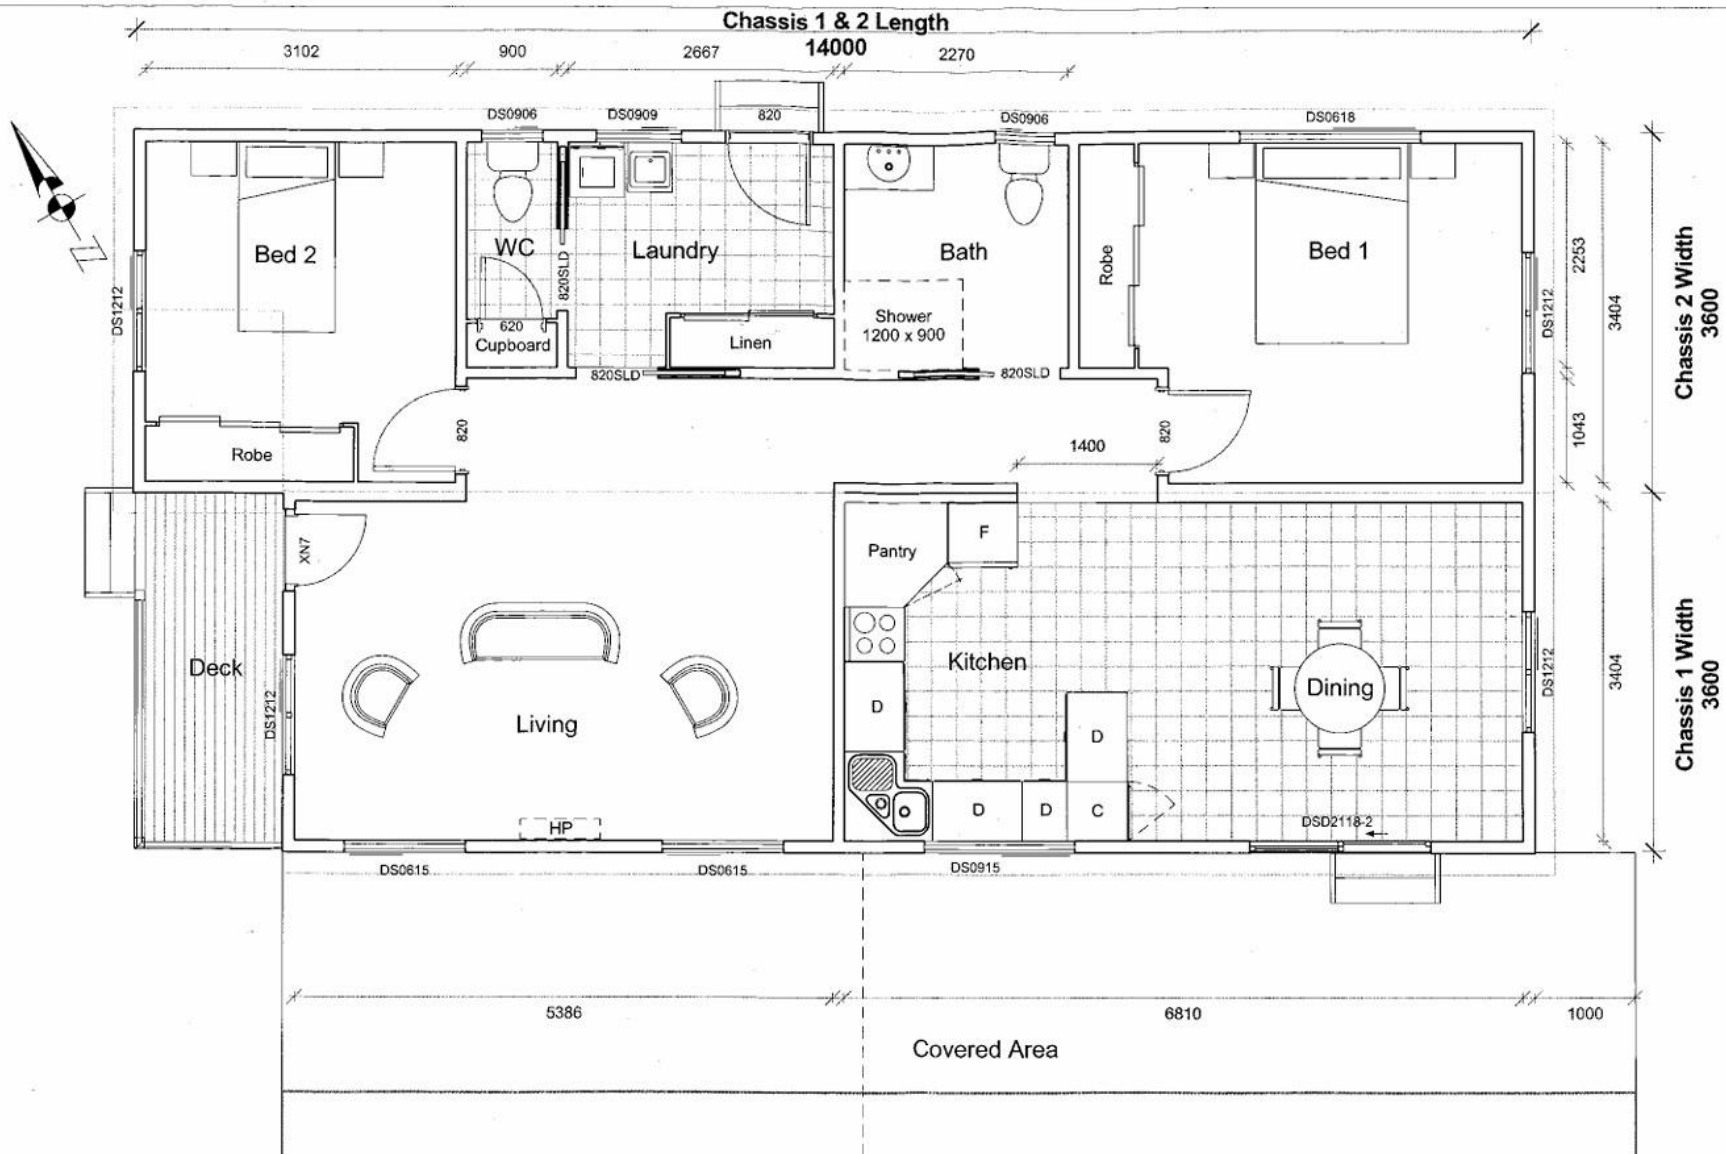 Chassis 1 & 2 Length
14000
3102
900
2667
2270
DS0906
DS0909
820
DS0906
DS0618
N
Bed 2
WC
Laundry
Bath
Robe
Bed 1
DS1212
820SLD
620
Cupboard
Linen
Shower
1200 x 900
820SLD
820SLD
DS1212
2253
3404
1043
Chassis 2 Width
3600
Robe
820
1400
820
XN7
Pantry
F
Kitchen
Deck
DS1212
Living
D
D
Dining
DS1212
3404
Chassis 1 Width
3600
HP
D
D
C
DSD2118-2
DS0615
DS0615
DS0915
5386
6810
1000
Covered Area